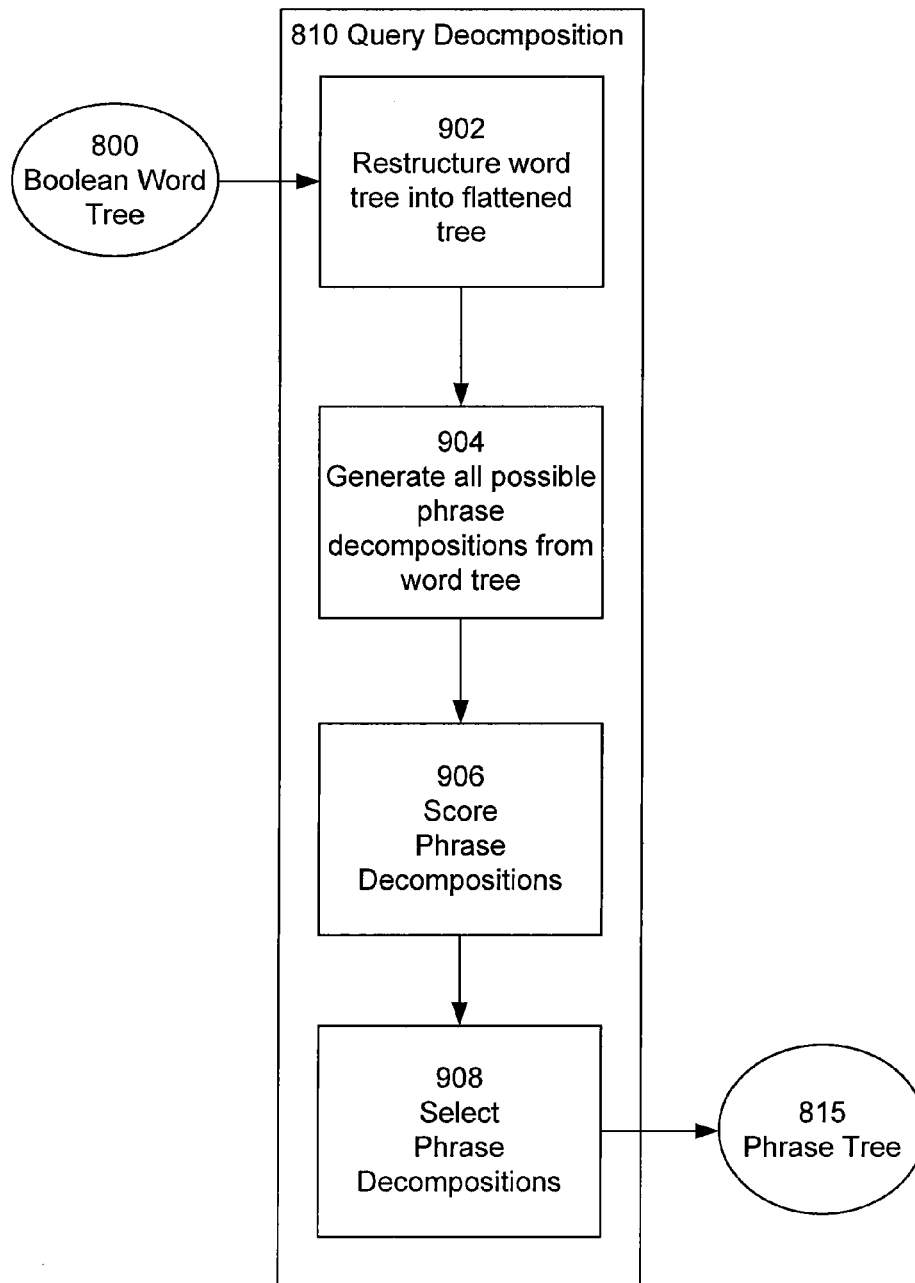 810 Query Deocmposition
902
Restructure word
tree into flattened
tree
800
Boolean Word
Tree
904
Generate all possible
phrase
decompositions from
word tree
906
Score
Phrase
Decompositions
908
Select
Phrase
Decompositions
815
Phrase Tree